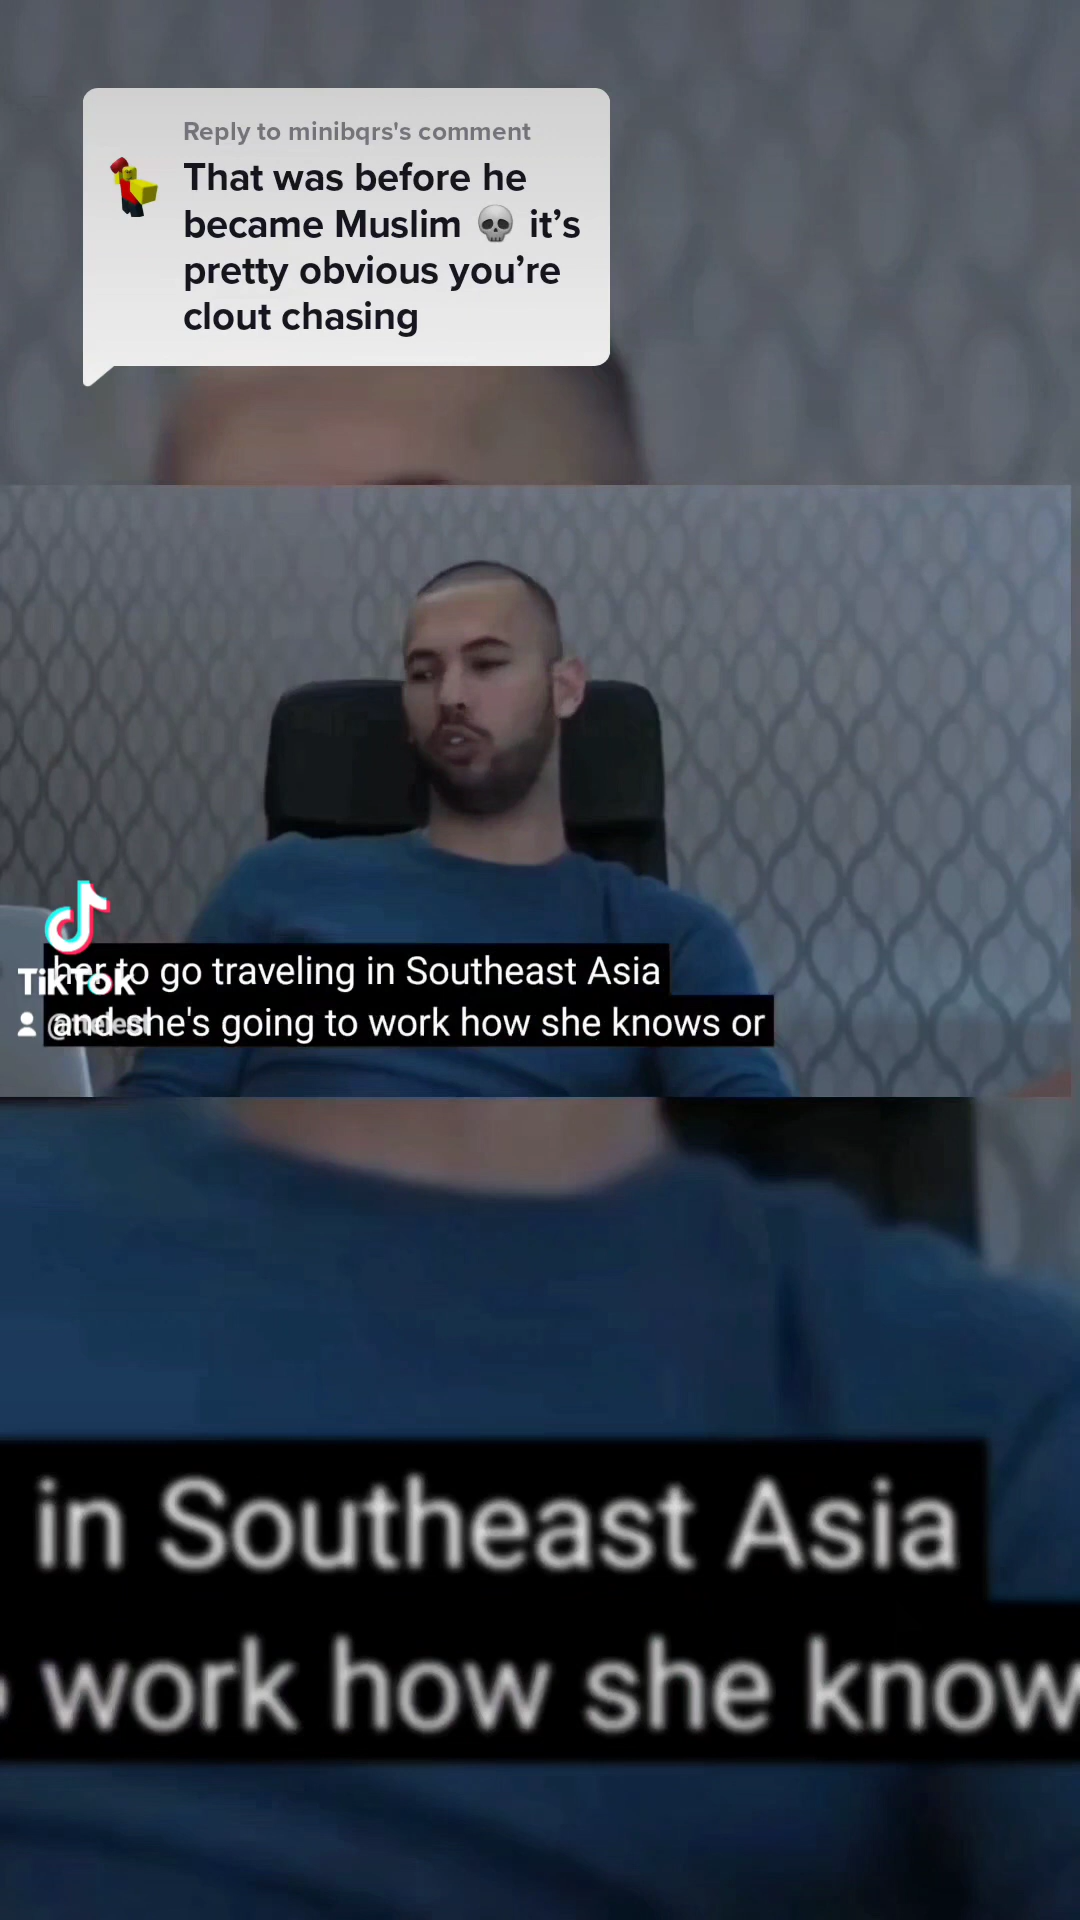 Reply to minibqrs's comment
That was before he
became Muslim 💀 it's
pretty obvious you're
clout chasing
her to go traveling in Southeast Asia
TikTok
and she's going to work how she knows or
in Southeast Asia
work how she know